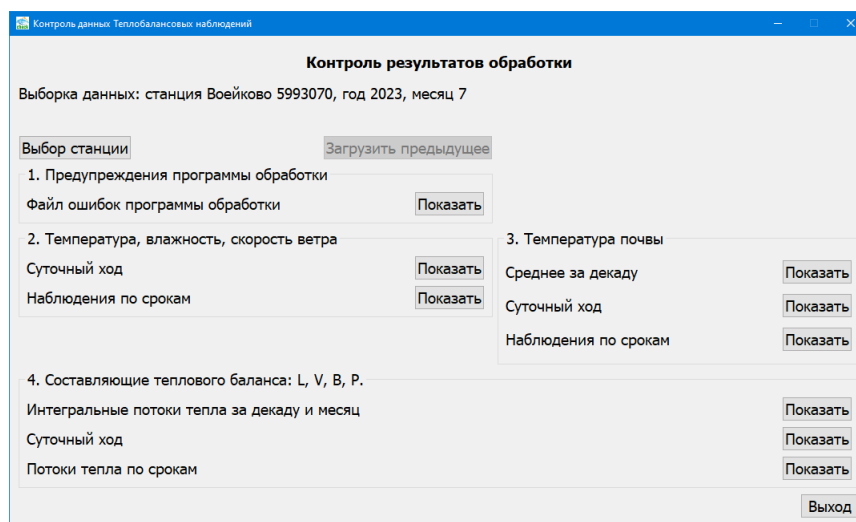 Контроль данных Теплобалансовых наблюдений
Контроль результатов обработки
Выборка данных: станция Воейково 5993070, год 2023, месяц 7
Выбор станции Загрузить предыдущее
1. Предупреждения программы обработки
Файл ошибок программы обработки Показать
2. Температура, влажность, скорость ветра
Суточный ход Показать
Наблюдения по срокам Показать
3. Температура почвы
Среднее за декаду Показать
Суточный ход Показать
Наблюдения по срокам Показать
4. Составляющие теплового баланса: L, V, B, P.
Интегральные потоки тепла за декаду и месяц Показать
Суточный ход Показать
Потоки тепла по срокам Показать
Выход